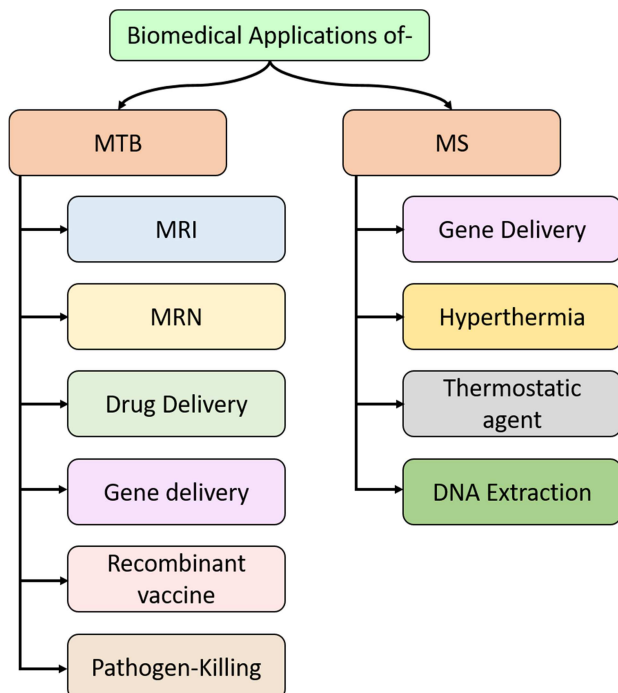 Biomedical Applications of-
MTB
MS
MRI
MRN
Drug Delivery
Gene delivery
Recombinant
vaccine
Pathogen-Killing
Gene Delivery
Hyperthermia
Thermostatic
agent
DNA Extraction